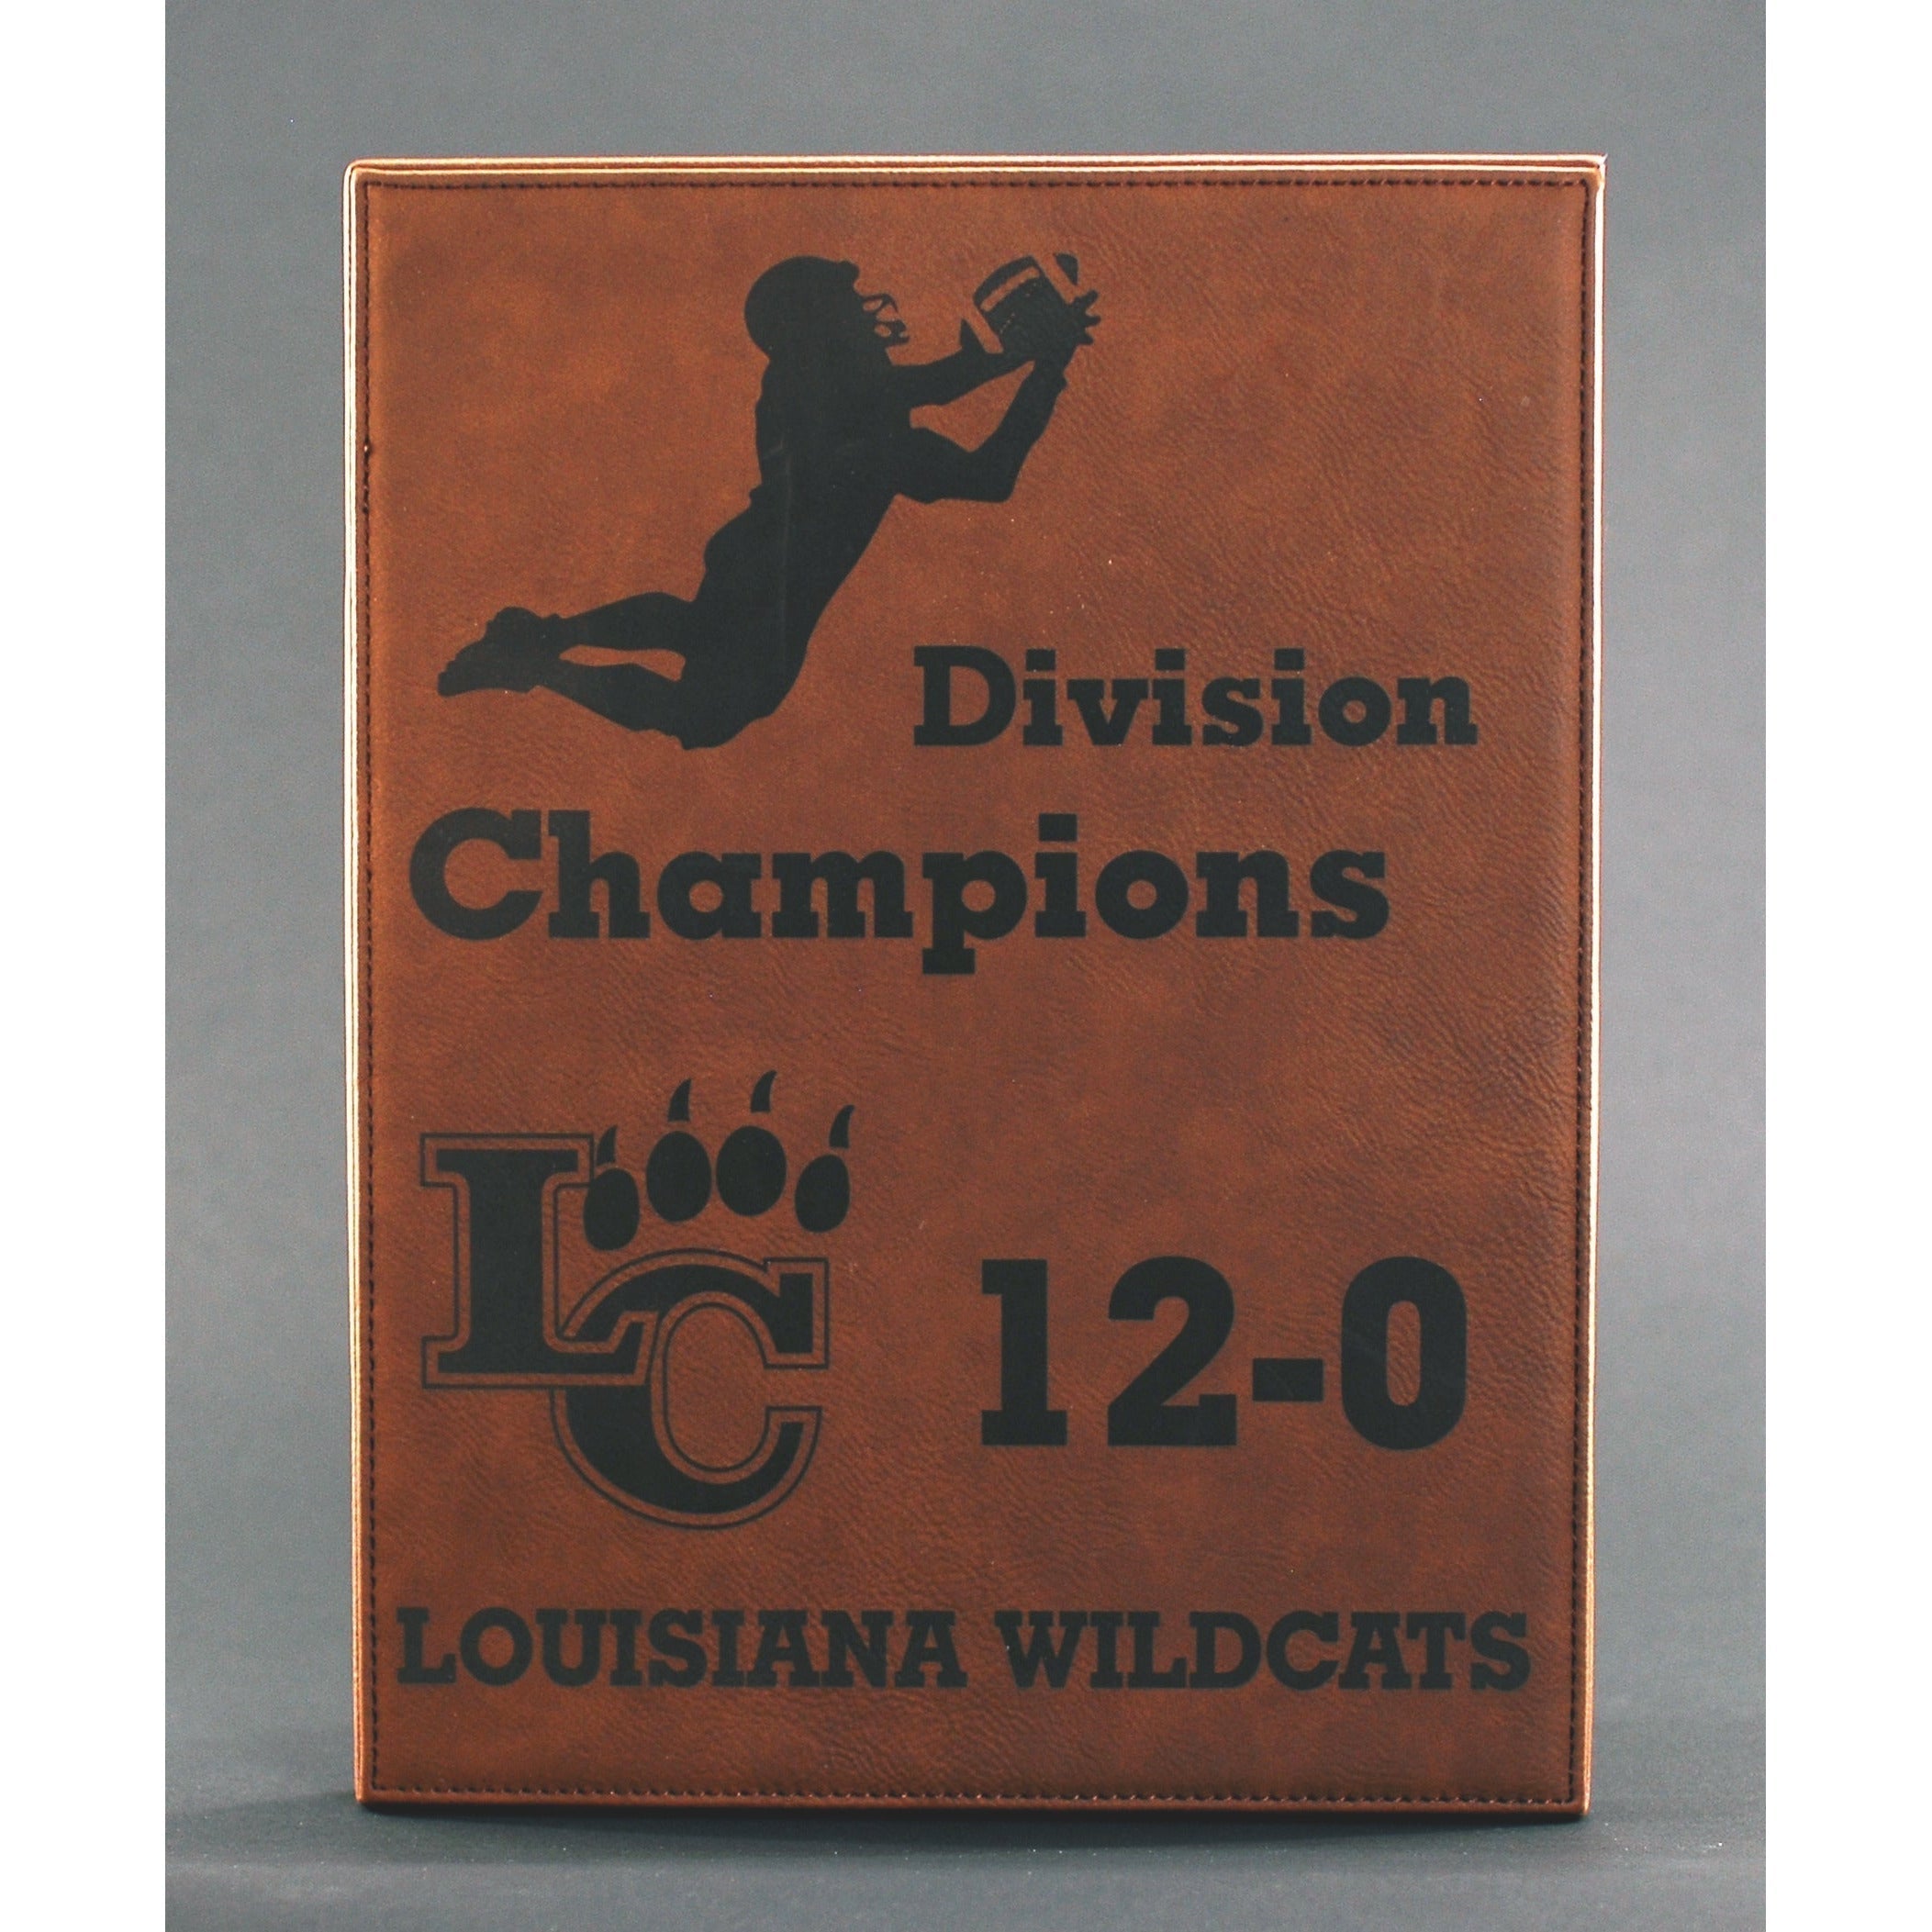 Division
Champions
LC
12-0
LOUISIANA WILDCATS